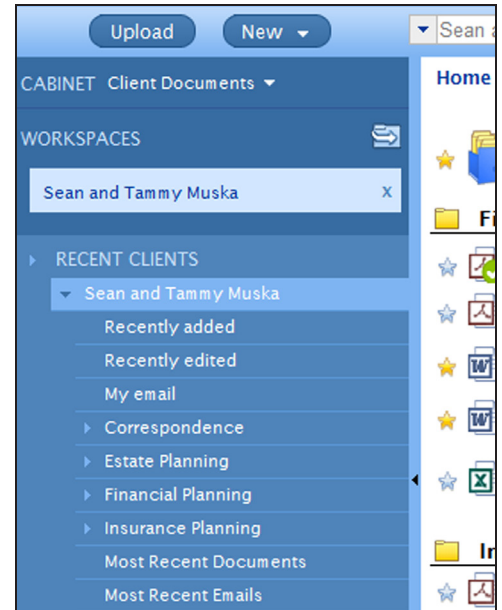 Upload
New
Sean
CABINET Client Documents
Home
WORKSPACES
Sean and Tammy Muska x
RECENT CLIENTS
Sean and Tammy Muska
Recently added
Recently edited
My email
Correspondence
Estate Planning
Financial Planning
Insurance Planning
Most Recent Documents
Most Recent Emails